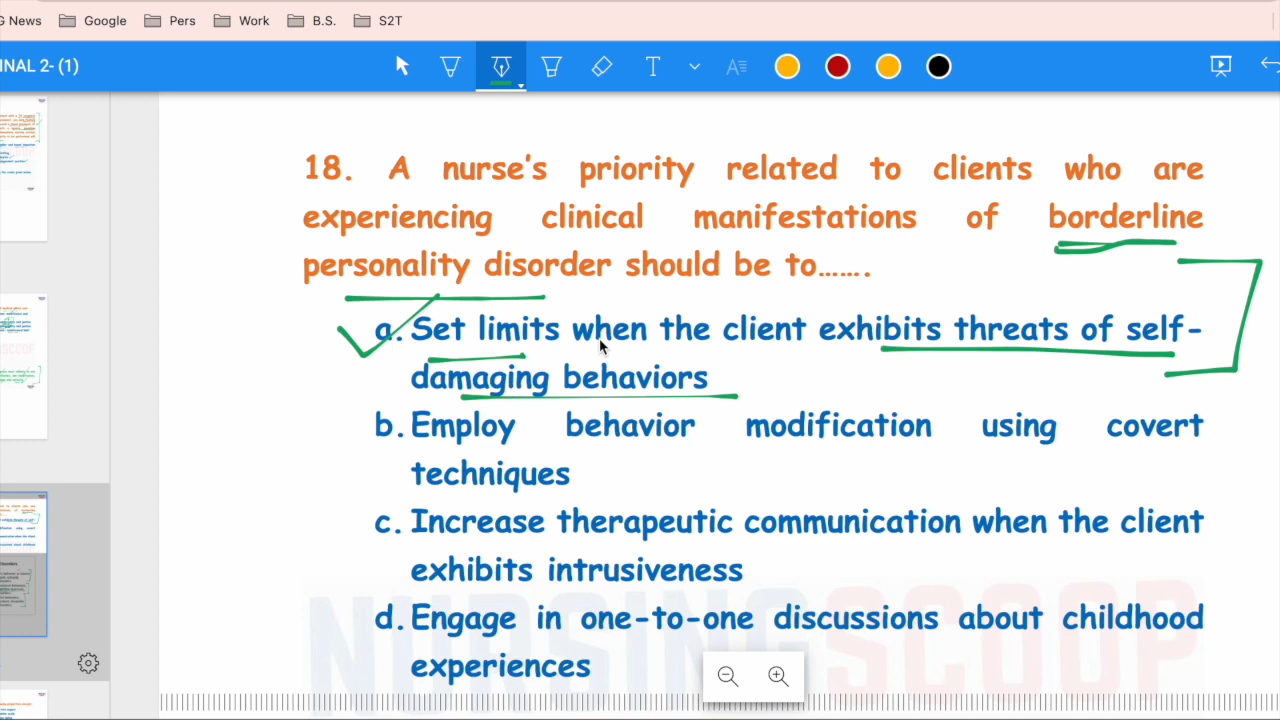 G News Google Pers Work B.S. S2T
INAL 2- (1)
18. A nurse's priority related to clients who are
experiencing clinical manifestations of borderline
personality disorder should be to…….
a. Set limits when the client exhibits threats of self-
damaging behaviors
b. Employ behavior modification using covert
techniques
c. Increase therapeutic communication when the client
exhibits intrusiveness
d. Engage in one-to-one discussions about childhood
experiences
NURSING SCOOP